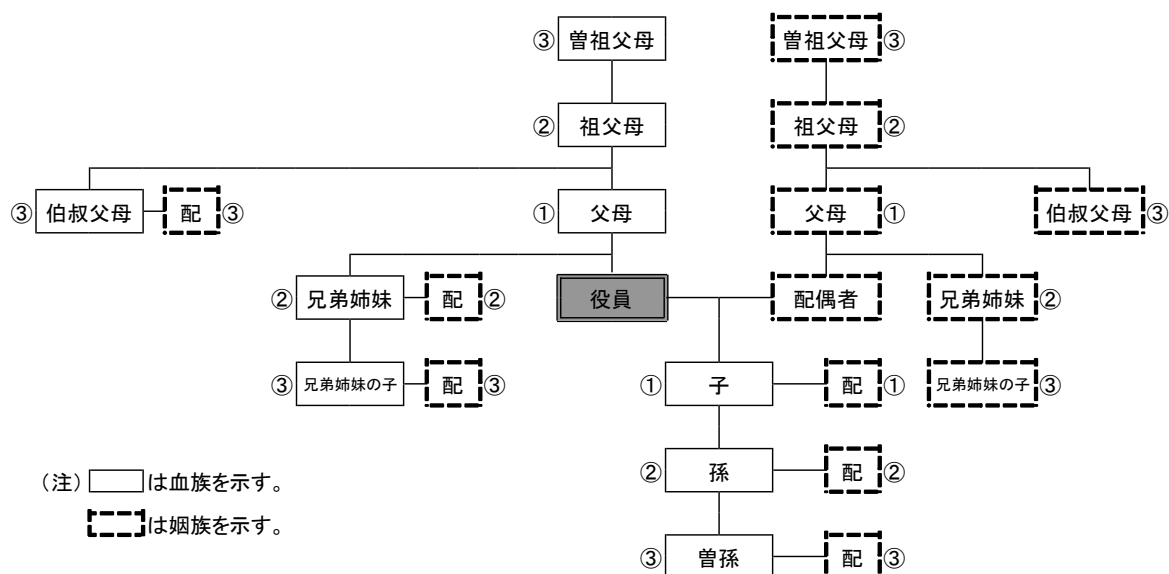 ③ 曽祖父母 曽祖父母 ③
② 祖父母 祖父母 ②
③ 伯叔父母 配 ③ ① 父母 父母 ① 伯叔父母 ③
② 兄弟姉妹 配 ② 役員 配偶者 兄弟姉妹 ②
③ 兄弟姉妹の子 配 ③ ① 子 配 ① 兄弟姉妹の子 ③
② 孫 配 ②
(注) は血族を示す。
は姻族を示す。
③ 曽孫 配 ③